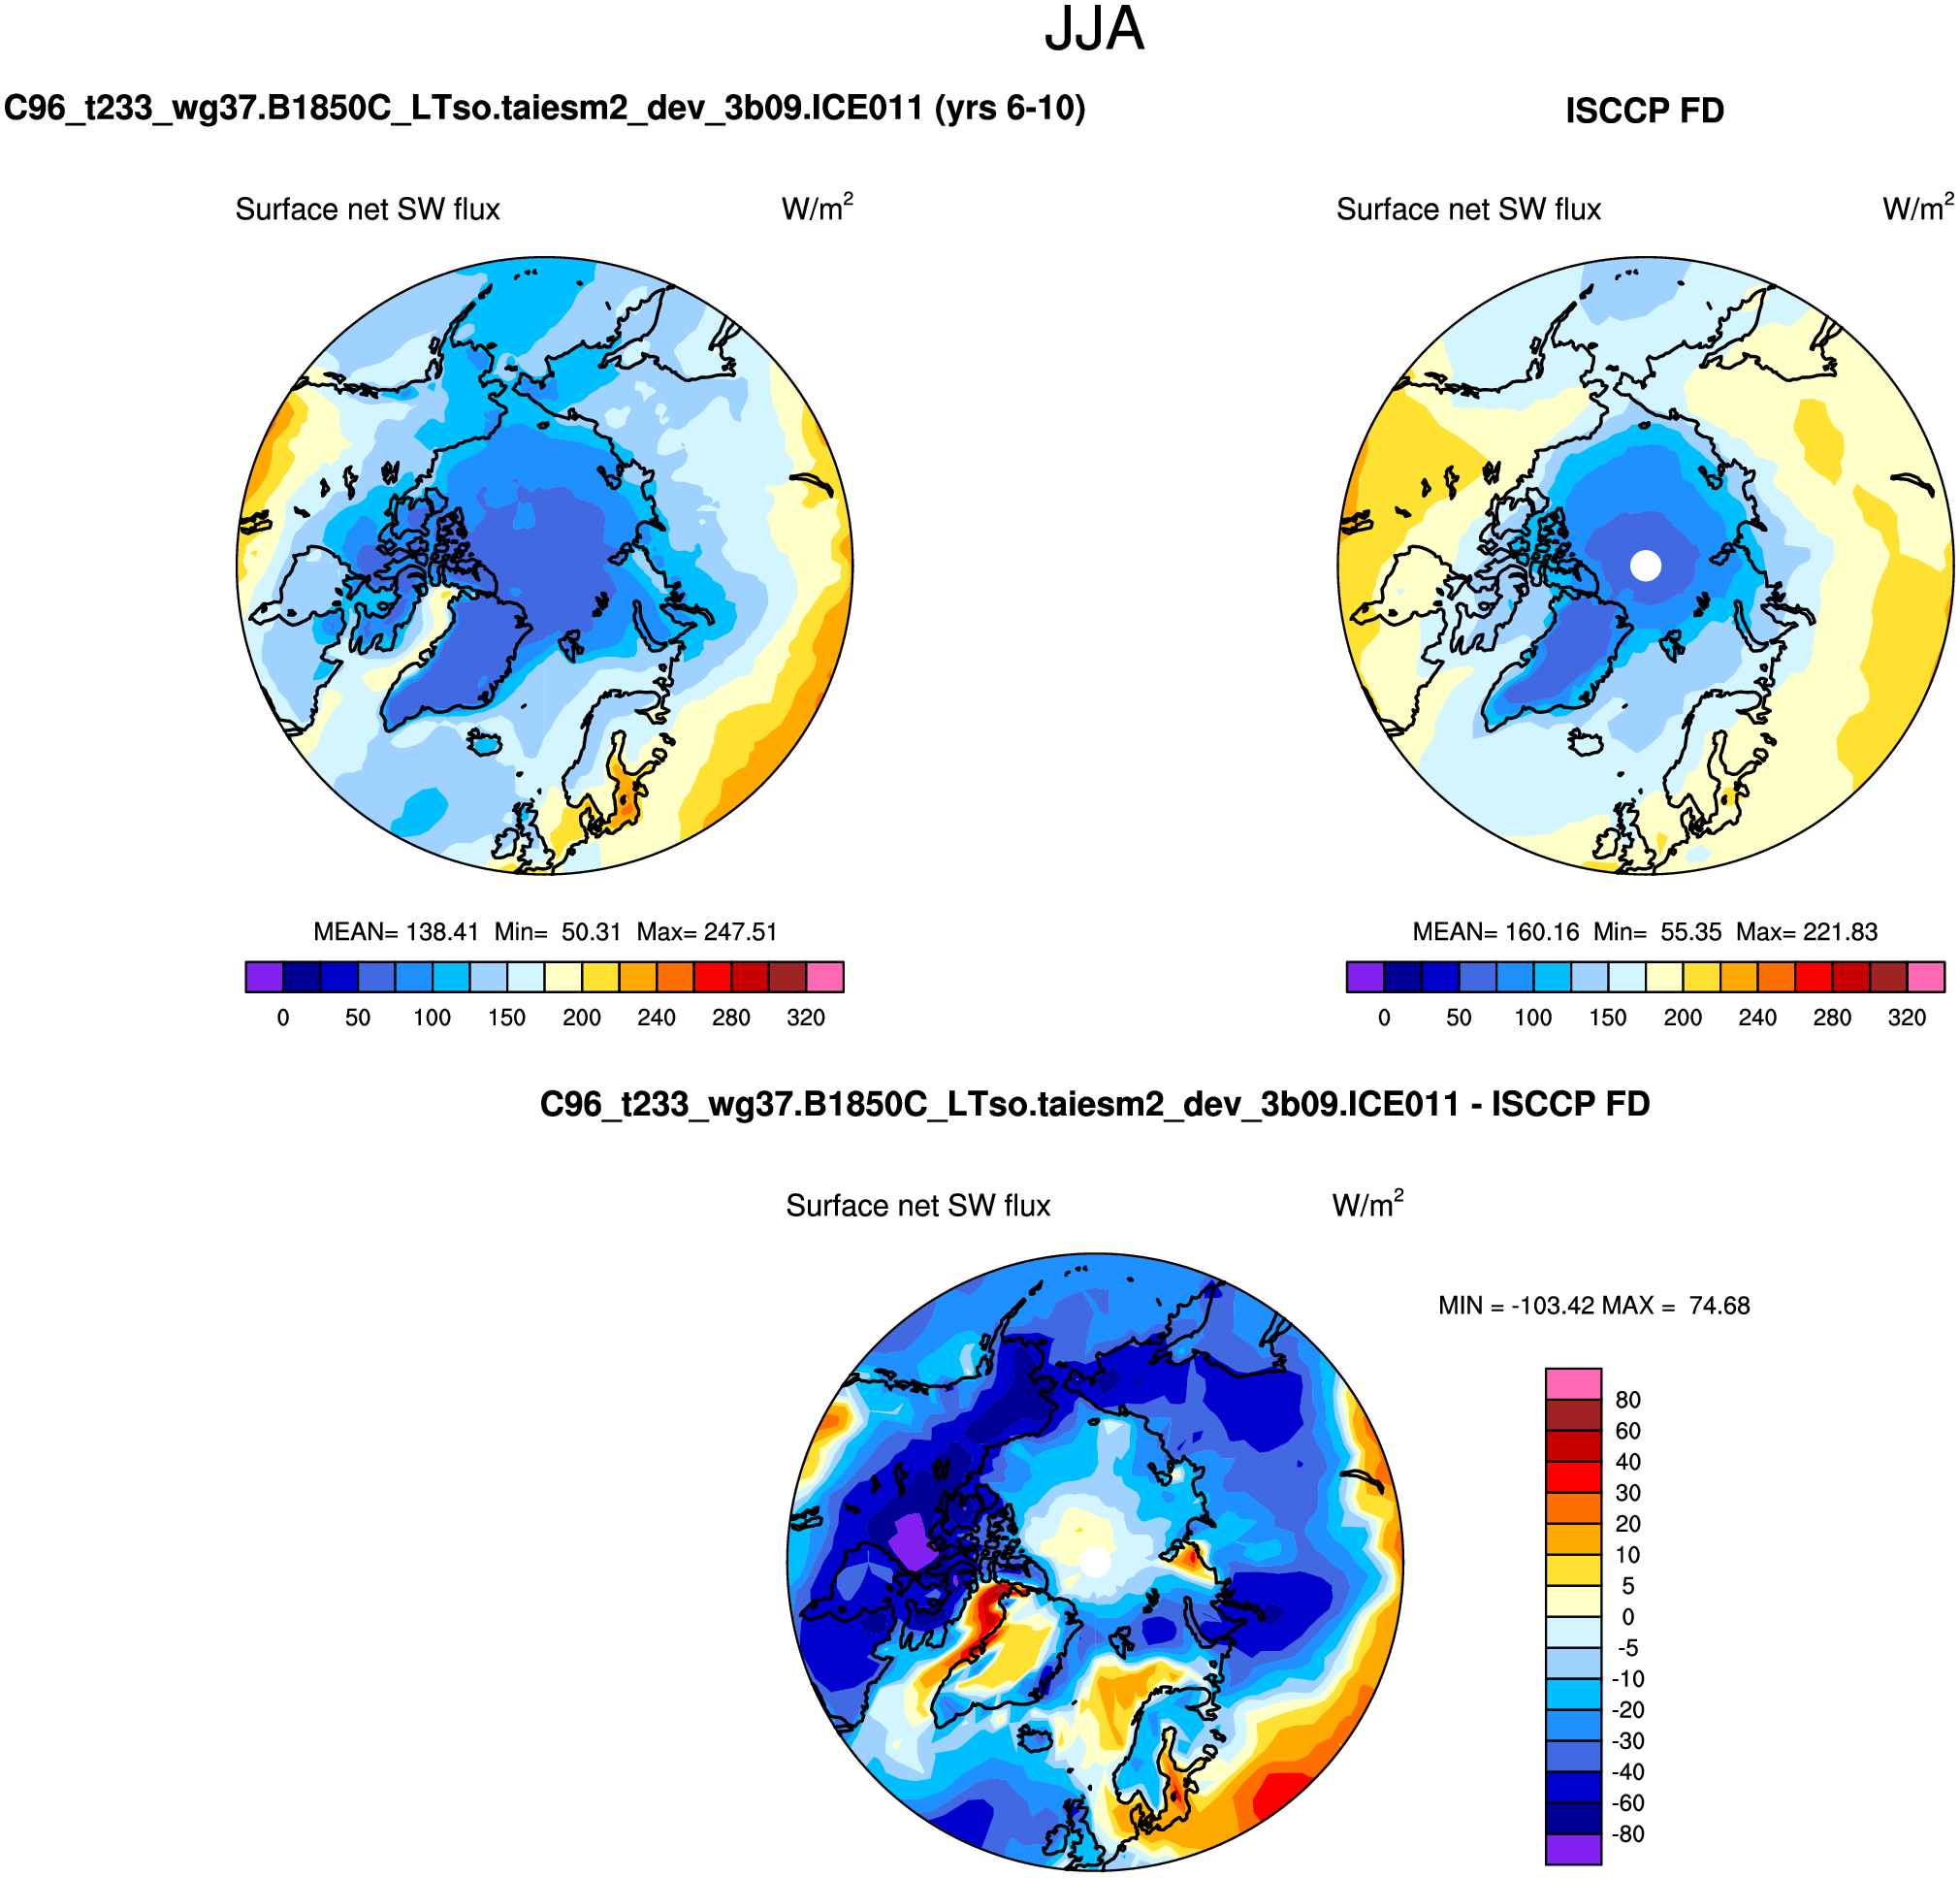 JJA
C96_t233_wg37.B1850C_LTso.taiesm2_dev_3b09.ICE011 (yrs 6-10)
ISCCP FD
Surface net SW flux W/m²
Surface net SW flux W/m²
MEAN= 138.41 Min= 50.31 Max= 247.51
MEAN= 160.16 Min= 55.35 Max= 221.83
0 50 100 150 200 240 280 320
0 50 100 150 200 240 280 320
C96_t233_wg37.B1850C_LTso.taiesm2_dev_3b09.ICE011 - ISCCP FD
Surface net SW flux W/m²
MIN = -103.42 MAX = 74.68
80
60
40
30
20
10
5
0
-5
-10
-20
-30
-40
-60
-80